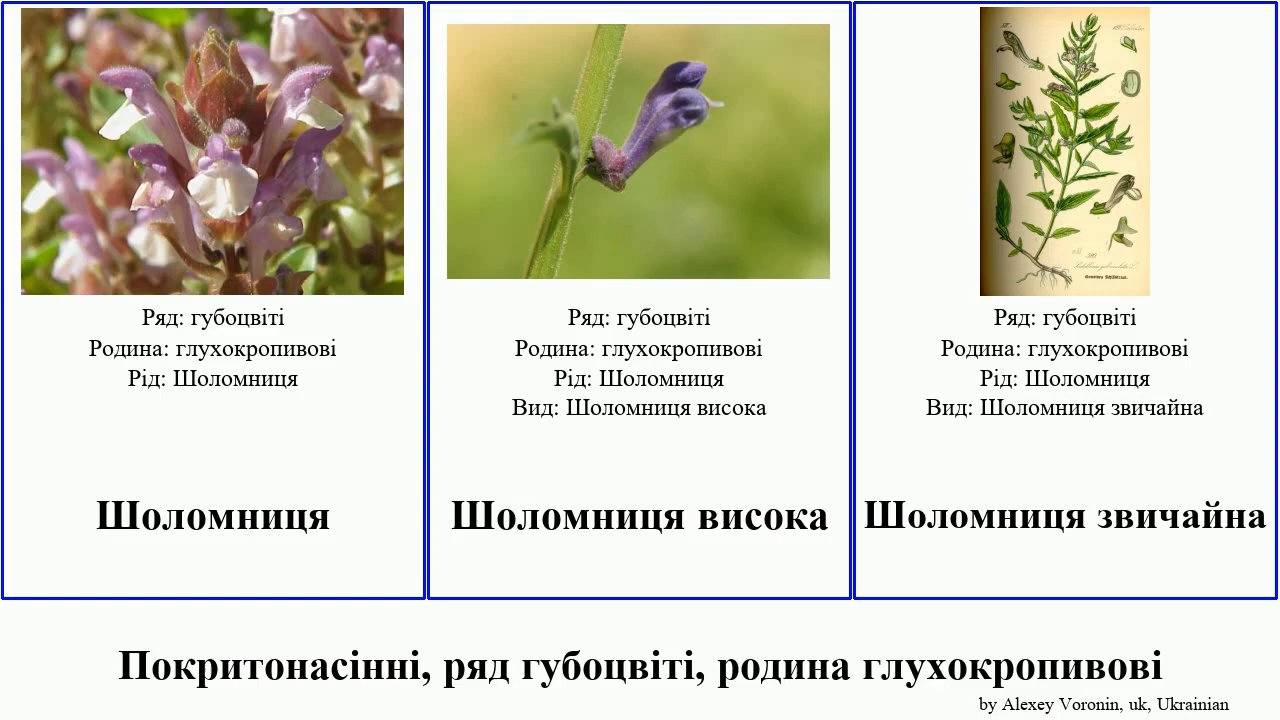 Ряд: губоцвіті
Родина: глухокропивові
Рід: Шоломниця
Шоломниця
Ряд: губоцвіті
Родина: глухокропивові
Рід: Шоломниця
Вид: Шоломниця висока
Шоломниця висока
Ряд: губоцвіті
Родина: глухокропивові
Рід: Шоломниця
Вид: Шоломниця звичайна
Шоломниця звичайна
Покритонасінні, ряд губоцвіті, родина глухокропивові
by Alexey Voronin, uk, Ukrainian